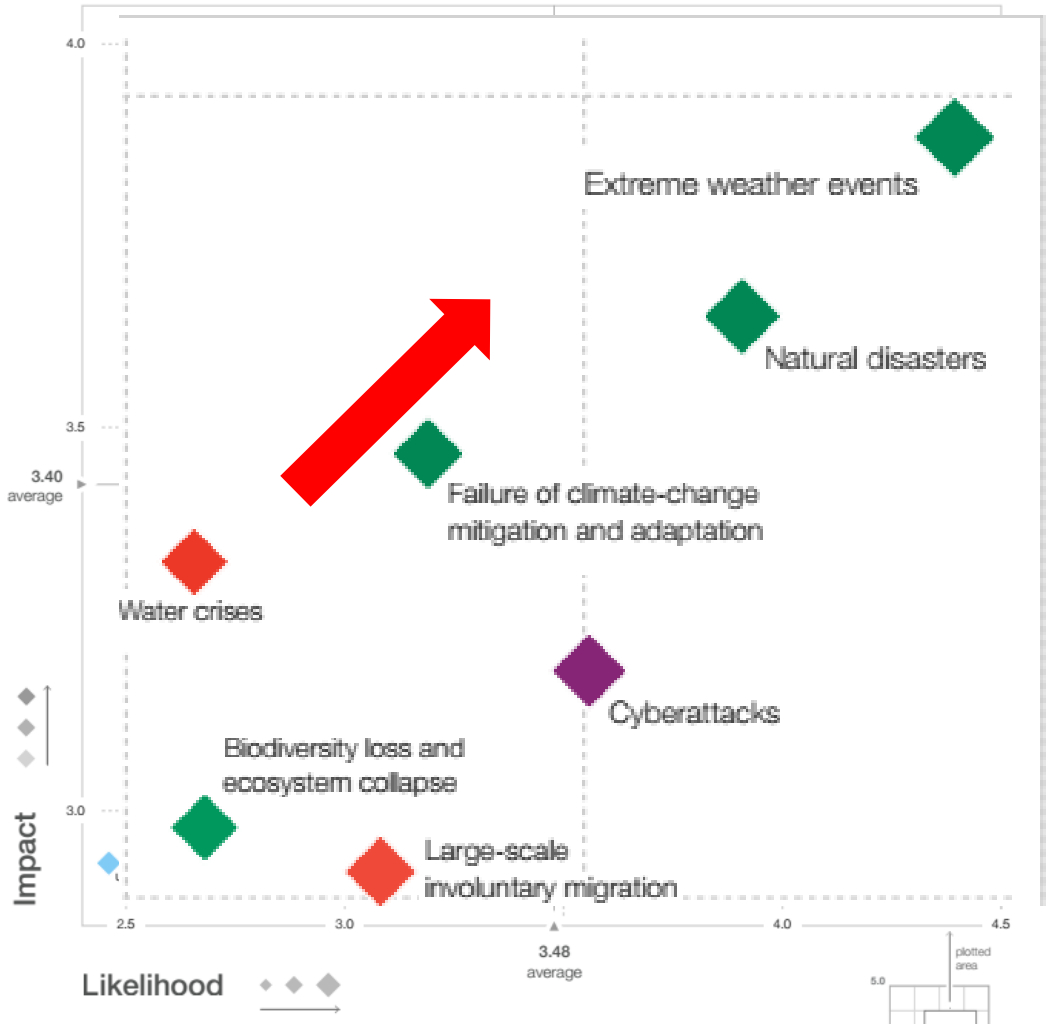 4.0
Extreme weather events
Natural disasters
3.5
3.40
average
Failure of climate-change
mitigation and adaptation
Water crises
Cyberattacks
Biodiversity loss and
ecosystem collapse
3.0
Large-scale
involuntary migration
Impact
2.5
3.0
3.48
average
4.0
4.5
plotted
area
Likelihood
5.0